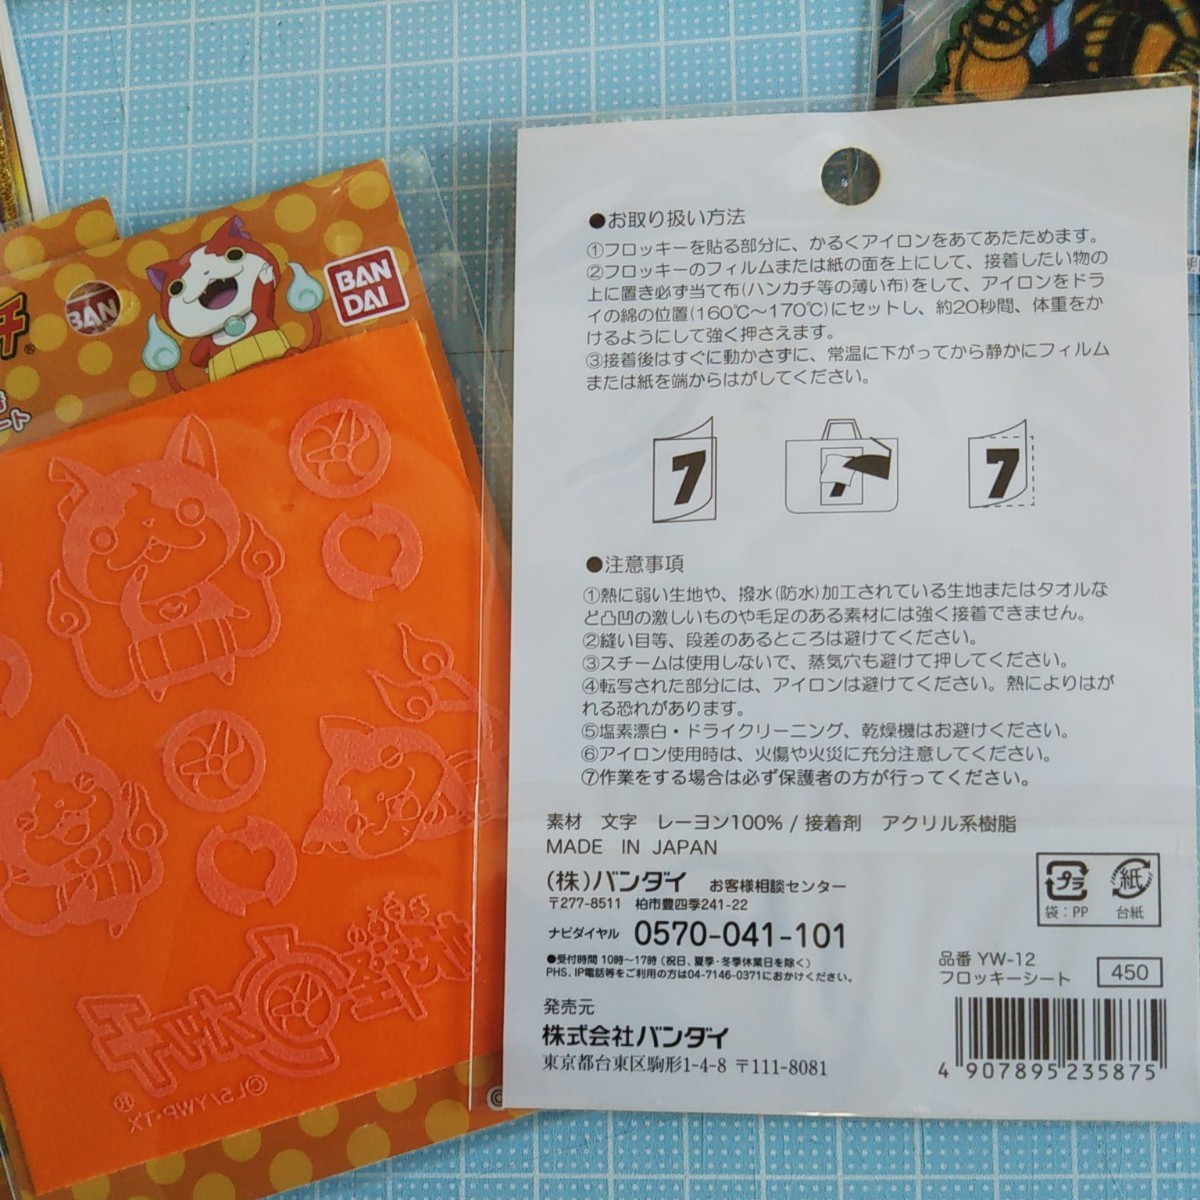 BAN
DAI
BAN
チ®
ート
©LS/YWP・TX
●お取り扱い方法
①フロッキーを貼る部分に、かるくアイロンをあてあたためます。
②フロッキーのフィルムまたは紙の面を上にして、接着したい物の
上に置き必ず当て布(ハンカチ等の薄い布)をして、アイロンをドラ
イの綿の位置(160℃〜170℃)にセットし、約20秒間、体重をか
けるようにして強く押さえます。
③接着後はすぐに動かさずに、常温に下がってから静かにフィルム
または紙を端からはがしてください。
7
7
●注意事項
①熱に弱い生地や、撥水(防水)加工されている生地またはタオルな
ど凸凹の激しいものや毛足のある素材には強く接着できません。
②縫い目等、段差のあるところは避けてください。
③スチームは使用しないで、蒸気穴も避けて押してください。
④転写された部分には、アイロンは避けてください。熱によりはが
れる恐れがあります。
⑤塩素漂白・ドライクリーニング、乾燥機はお避けください。
⑥アイロン使用時は、火傷や火災に充分注意してください。
⑦作業をする場合は必ず保護者の方が行ってください。
素材 文字 レーヨン100% / 接着剤 アクリル系樹脂
MADE IN JAPAN
(株)バンダイ お客様相談センター
〒277-8511 柏市豊四季241-22
ナビダイヤル 0570-041-101
●受付時間 10時〜17時 (祝日、夏季・冬季休業日を除く)
PHS、IP電話等をご利用の方は04-7146-0371におかけください。
発売元
株式会社バンダイ
東京都台東区駒形1-4-8 〒111-8081
プラ 紙
袋：PP 台紙
品番 YW-12
フロッキーシート 450
4 907895 235875